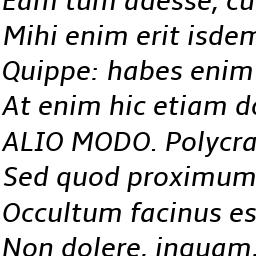 Eam tum adesse, cu
Mihi enim erit isdem
Quippe: habes enim
At enim hic etiam do
ALIO MODO. Polycra
Sed quod proximum
Occultum facinus es
Non dolere, inquam,